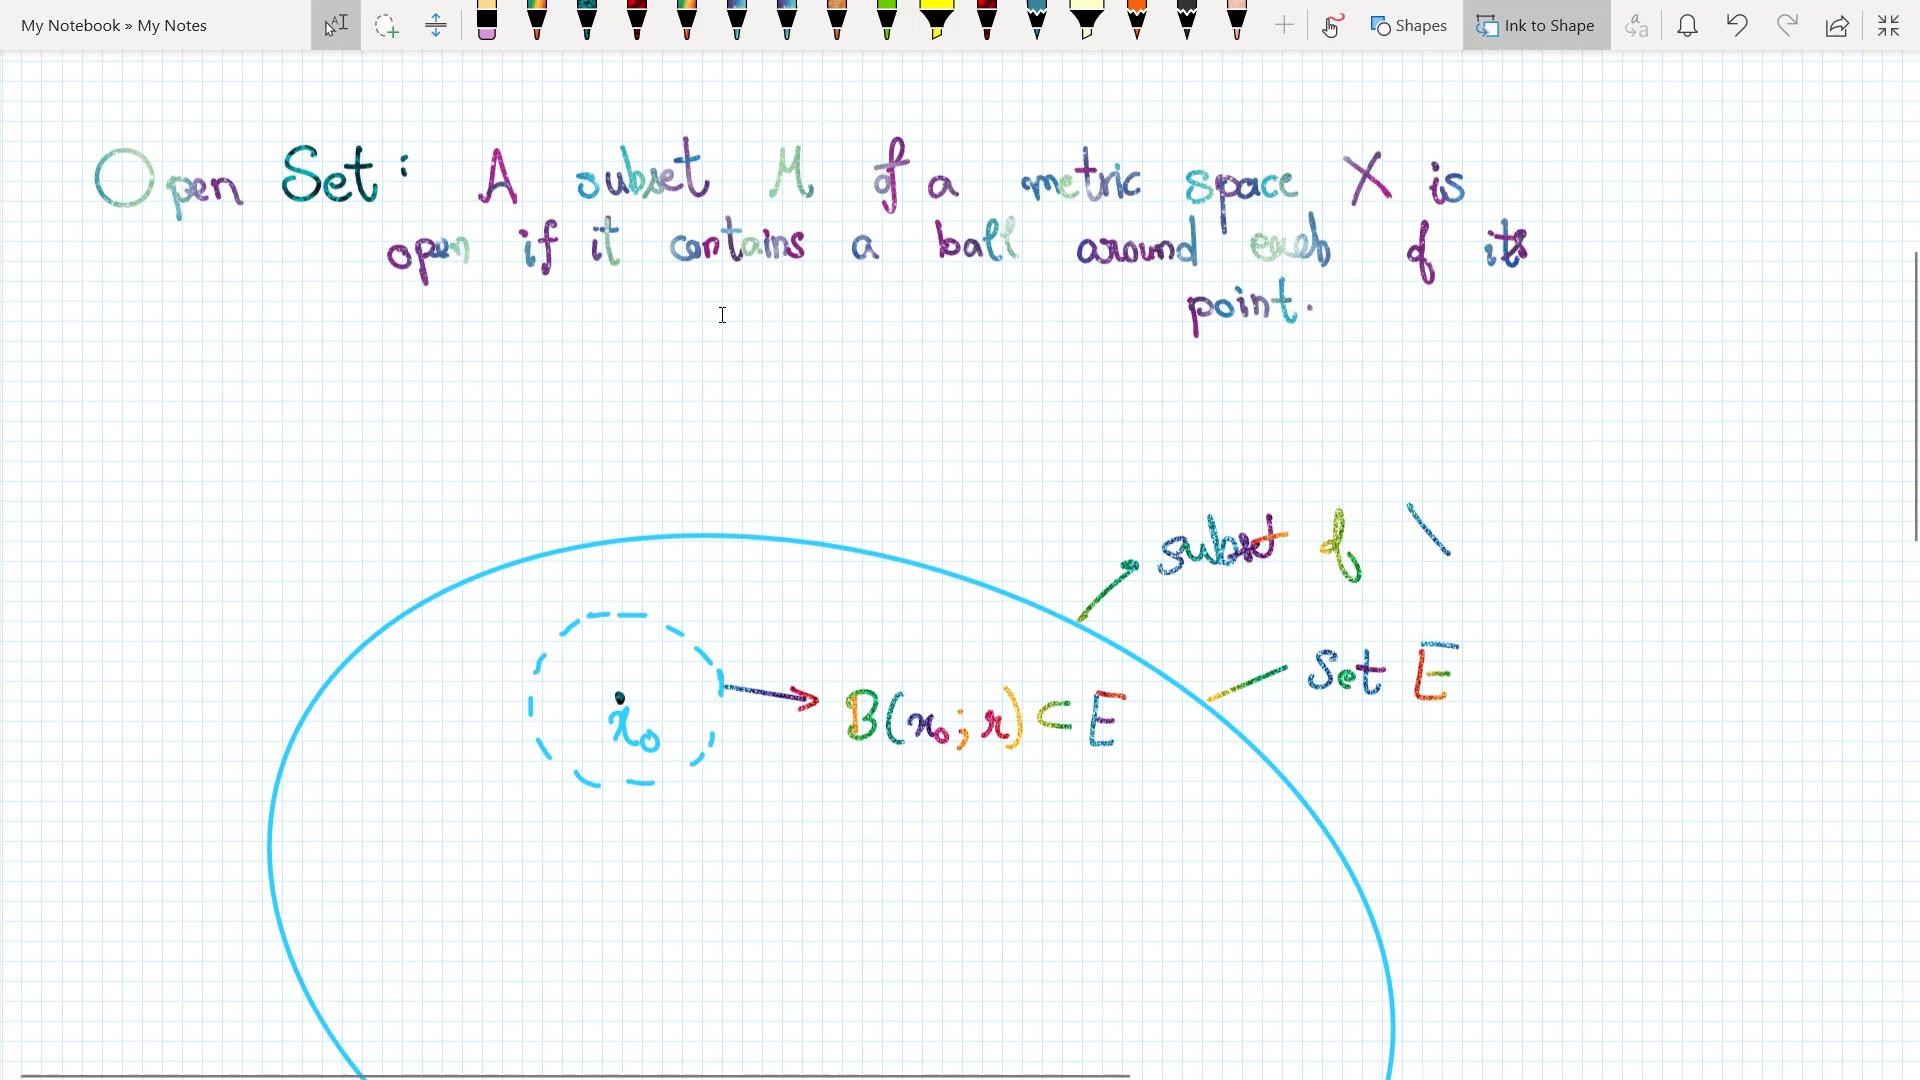 My Notebook » My Notes
Shapes
Ink to Shape
Open Set: A subset M of a metric space X is
open if it contains a ball around each of its
point.
subset of \
Set E
x₀
B(x₀; r) ⊂ E